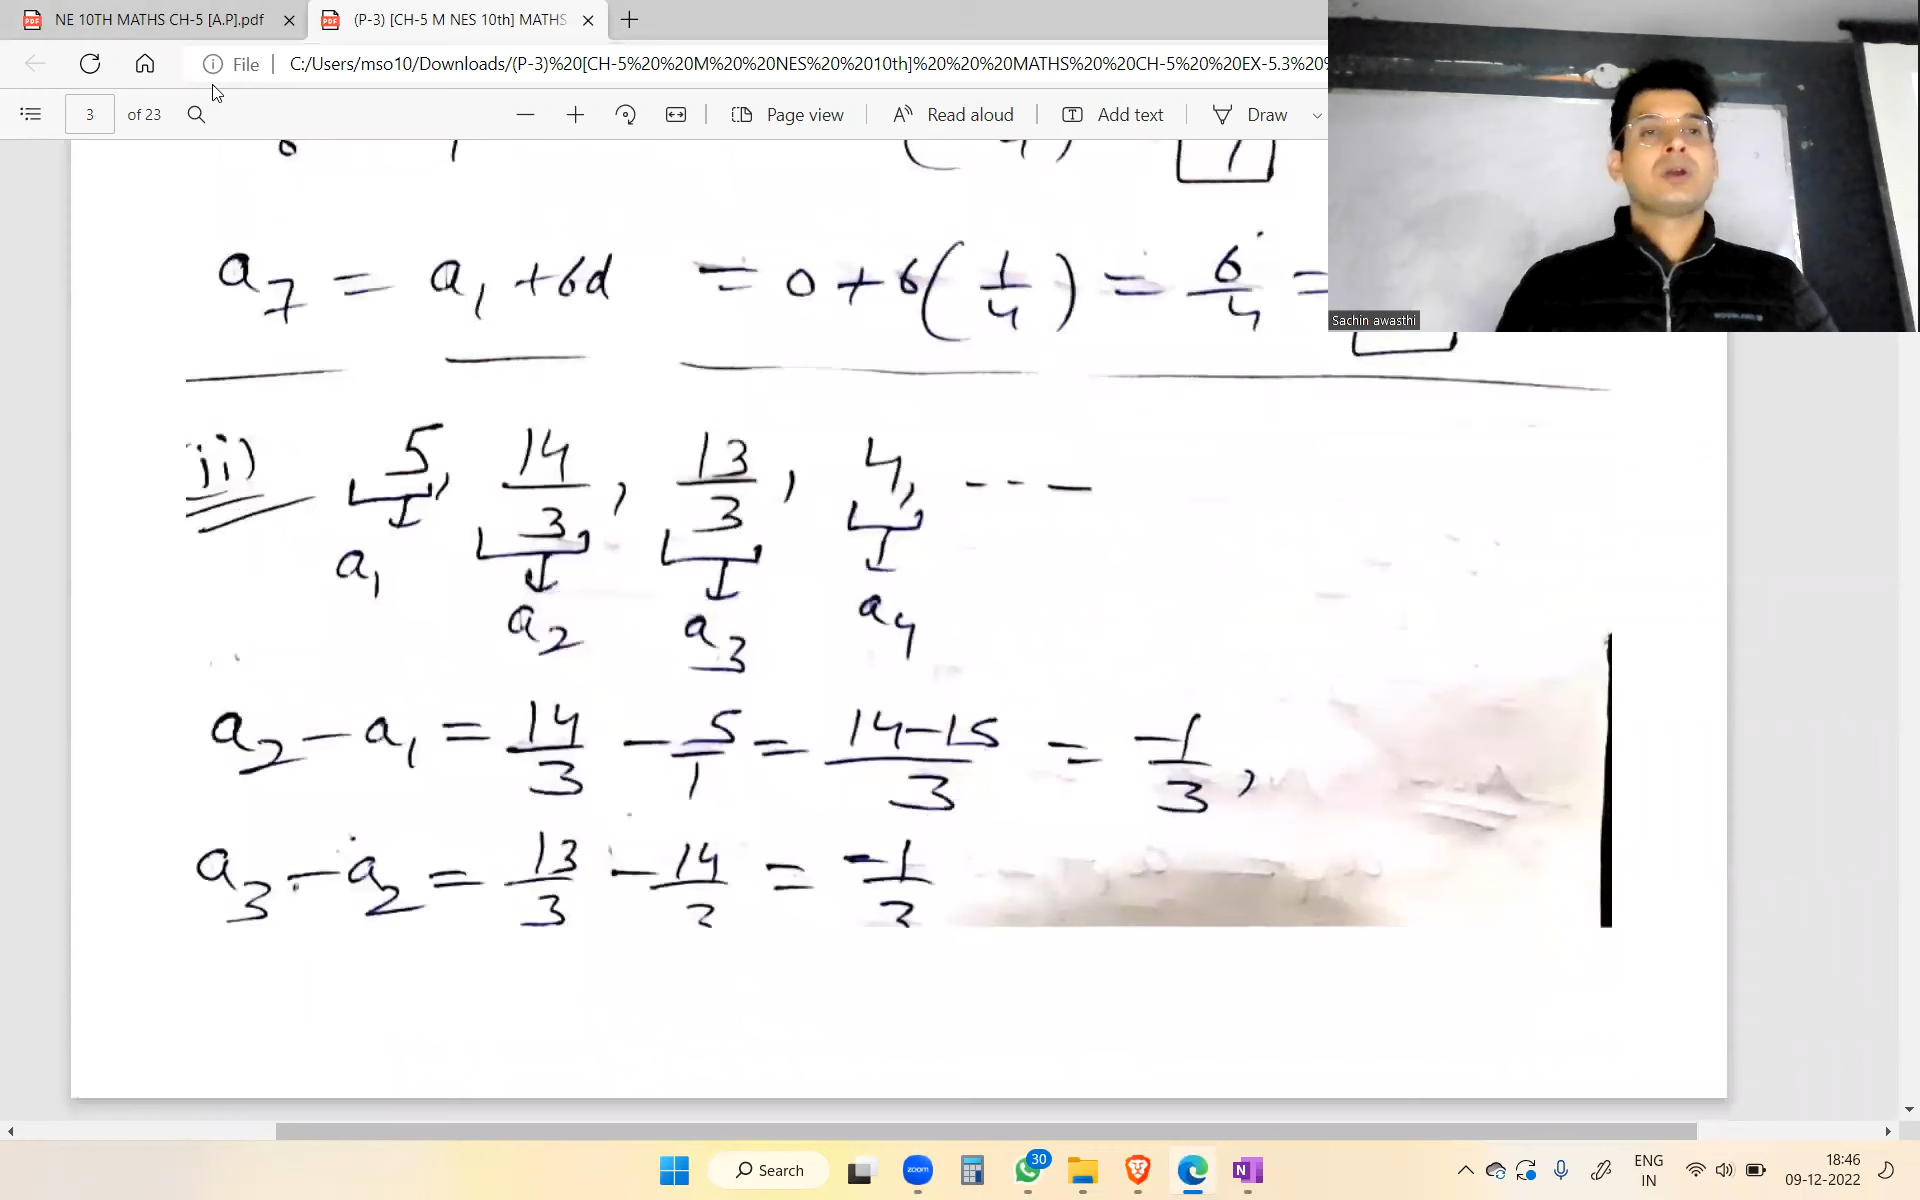 NE 10TH MATHS CH-5 [A.P].pdf
(P-3) [CH-5 M NES 10th] MATHS
File
C:/Users/mso10/Downloads/(P-3)%20[CH-5%20%20M%20%20NES%20%2010th]%20%20%20MATHS%20%20CH-5%20%20EX-5.3%20%
3 of 23
Page view
Read aloud
Add text
Draw
Sachin awasthi
a7 = a1 + 6d = 0 + 6(1/4) = 6/4 =
ii) 5, 14/3, 13/3, 4, ---
a1 a2 a3 a4
a2 - a1 = 14/3 - 5/1 = 14-15/3 = -1/3,
a3 - a2 = 13/3 - 14/3 = -1/3
zoom
30
Search
ENG
IN
18:46
09-12-2022